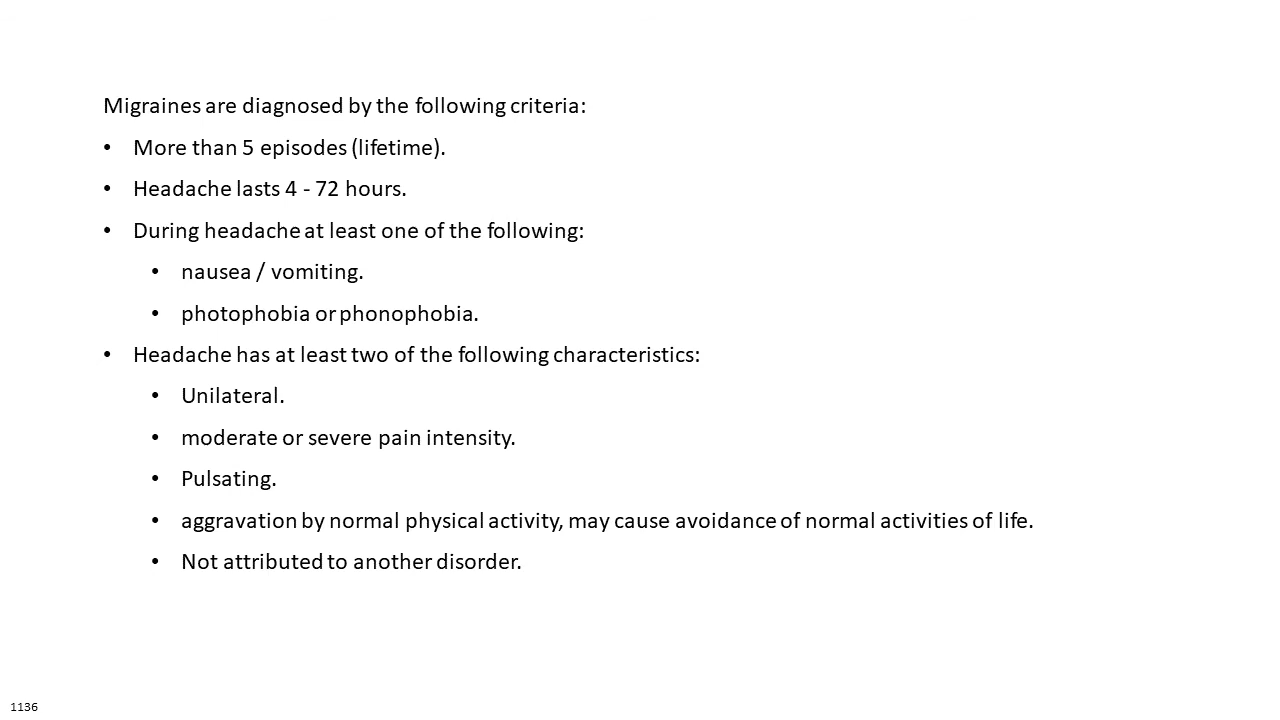 Migraines are diagnosed by the following criteria:
• More than 5 episodes (lifetime).
• Headache lasts 4 - 72 hours.
• During headache at least one of the following:
• nausea / vomiting.
• photophobia or phonophobia.
• Headache has at least two of the following characteristics:
• Unilateral.
• moderate or severe pain intensity.
• Pulsating.
• aggravation by normal physical activity, may cause avoidance of normal activities of life.
• Not attributed to another disorder.
1136